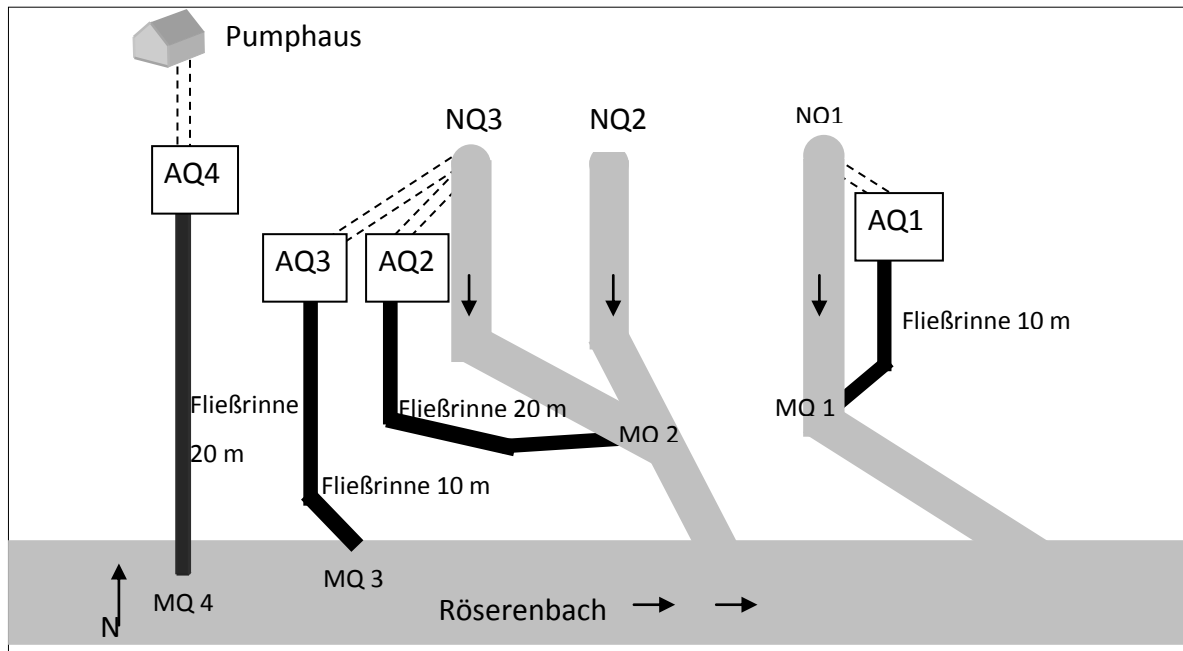 Pumphaus
NQ3
NQ2
NQ1
AQ4
AQ1
AQ3
AQ2
Fließrinne 10 m
Fließrinne
20 m
Fließrinne 20 m
MQ 1
MQ 2
Fließrinne 10 m
MQ 3
MQ 4
Röserenbach
N